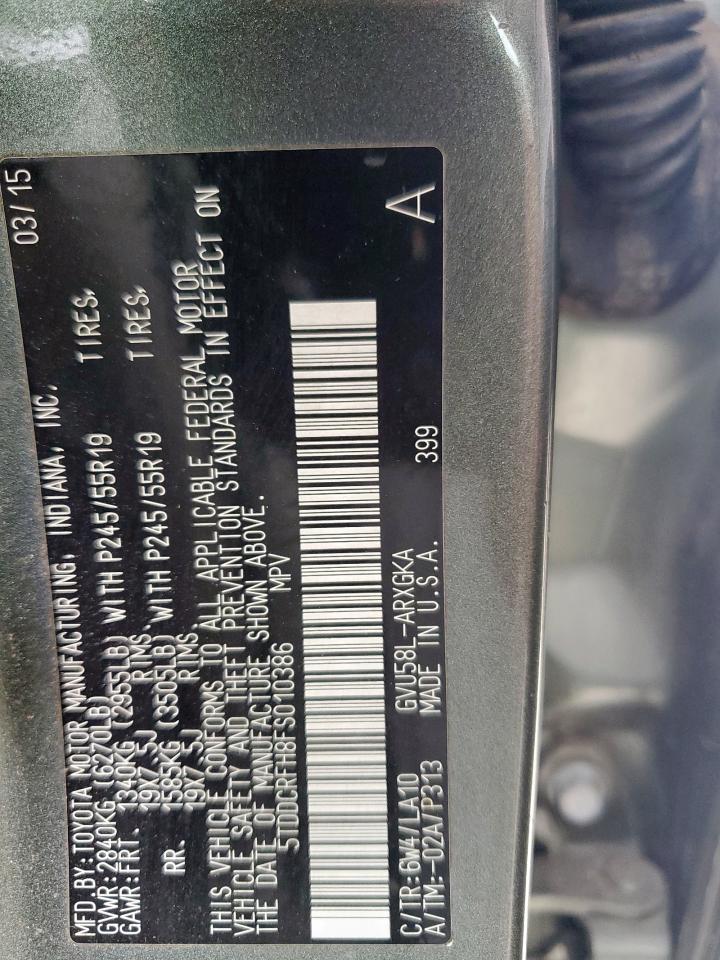 MFD.BY:TOYOTA MOTOR MANUFACTURING, INDIANA, INC. 03/15
GVWR:2840KG (6270LB)
GAWR:FRT. 1340KG (2955LB) WITH P245/55R19 TIRES,
19X7.5J RIMS,
RR. 1585KG (3505LB) WITH P245/55R19 TIRES,
19X7.5J RIMS
THIS VEHICLE CONFORMS TO ALL APPLICABLE FEDERAL MOTOR
VEHICLE SAFETY AND THEFT PREVENTION STANDARDS IN EFFECT ON
THE DATE OF MANUFACTURE SHOWN ABOVE.
5TDDCRFH8FS010386 MPV
C/TR:6W4/LA10 GVU58L-ARXGKA A
A/TM:-02A/P313 MADE IN U.S.A. 399